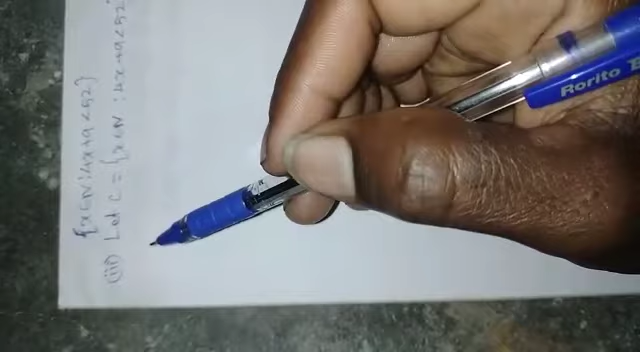 {x∈N:4x+9<52}
(iii) Let C = {x∈N : 4x+9<52
Rorito